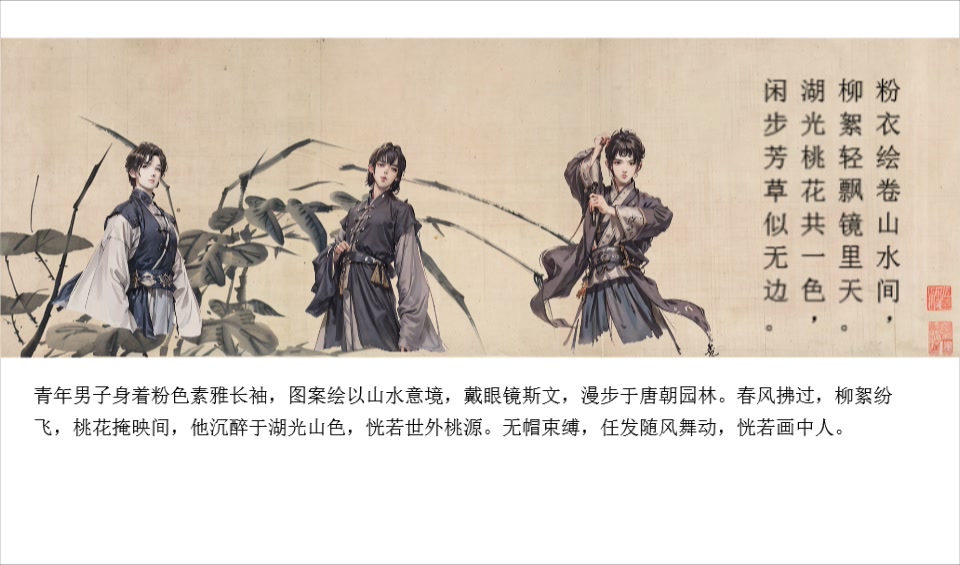 粉衣绘卷山水间，
柳絮轻飘镜里天。
湖光桃花共一色，
闲步芳草似无边。
青年男子身着粉色素雅长袖，图案绘以山水意境，戴眼镜斯文，漫步于唐朝园林。春风拂过，柳絮纷
飞，桃花掩映间，他沉醉于湖光山色，恍若世外桃源。无帽束缚，任发随风舞动，恍若画中人。